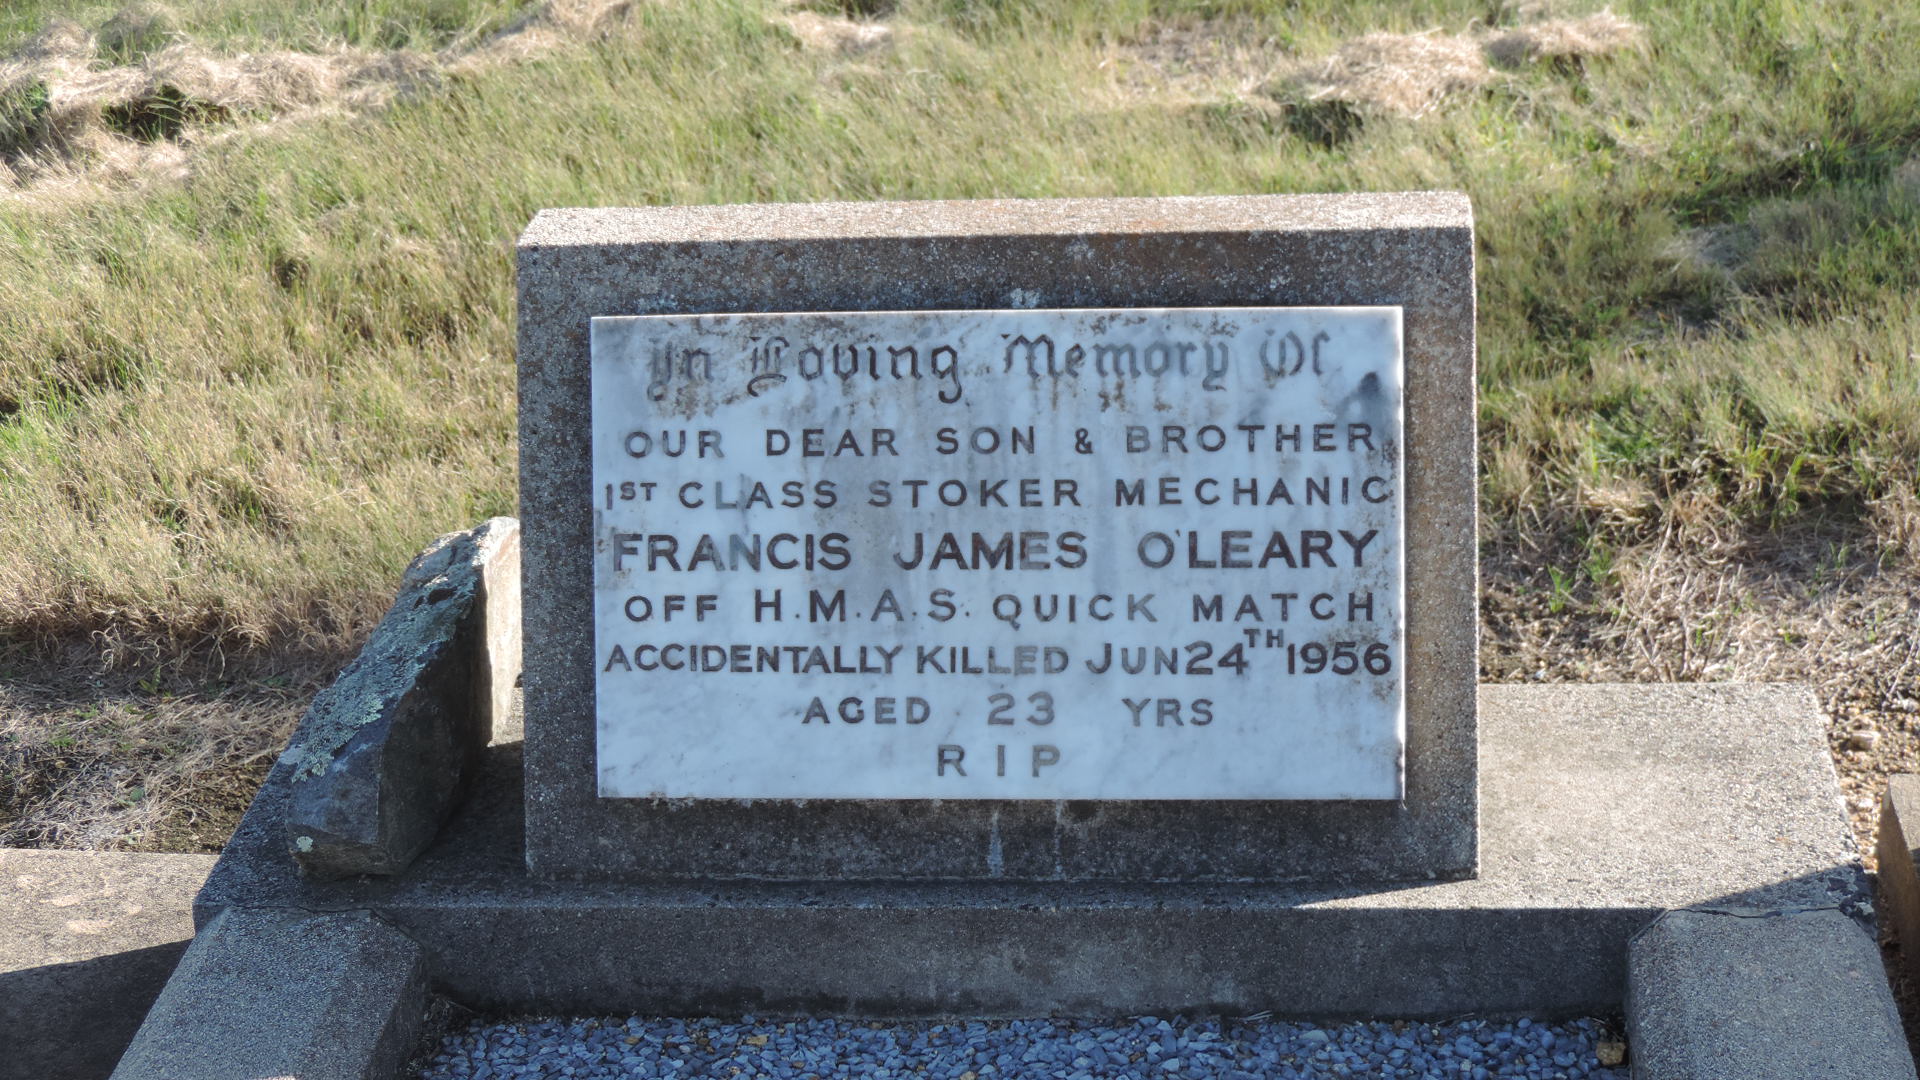 In Loving Memory Of
OUR DEAR SON & BROTHER
1ST CLASS STOKER MECHANIC
FRANCIS JAMES O'LEARY
OFF H.M.A.S. QUICK MATCH
ACCIDENTALLY KILLED JUN 24TH 1956
AGED 23 YRS
R I P